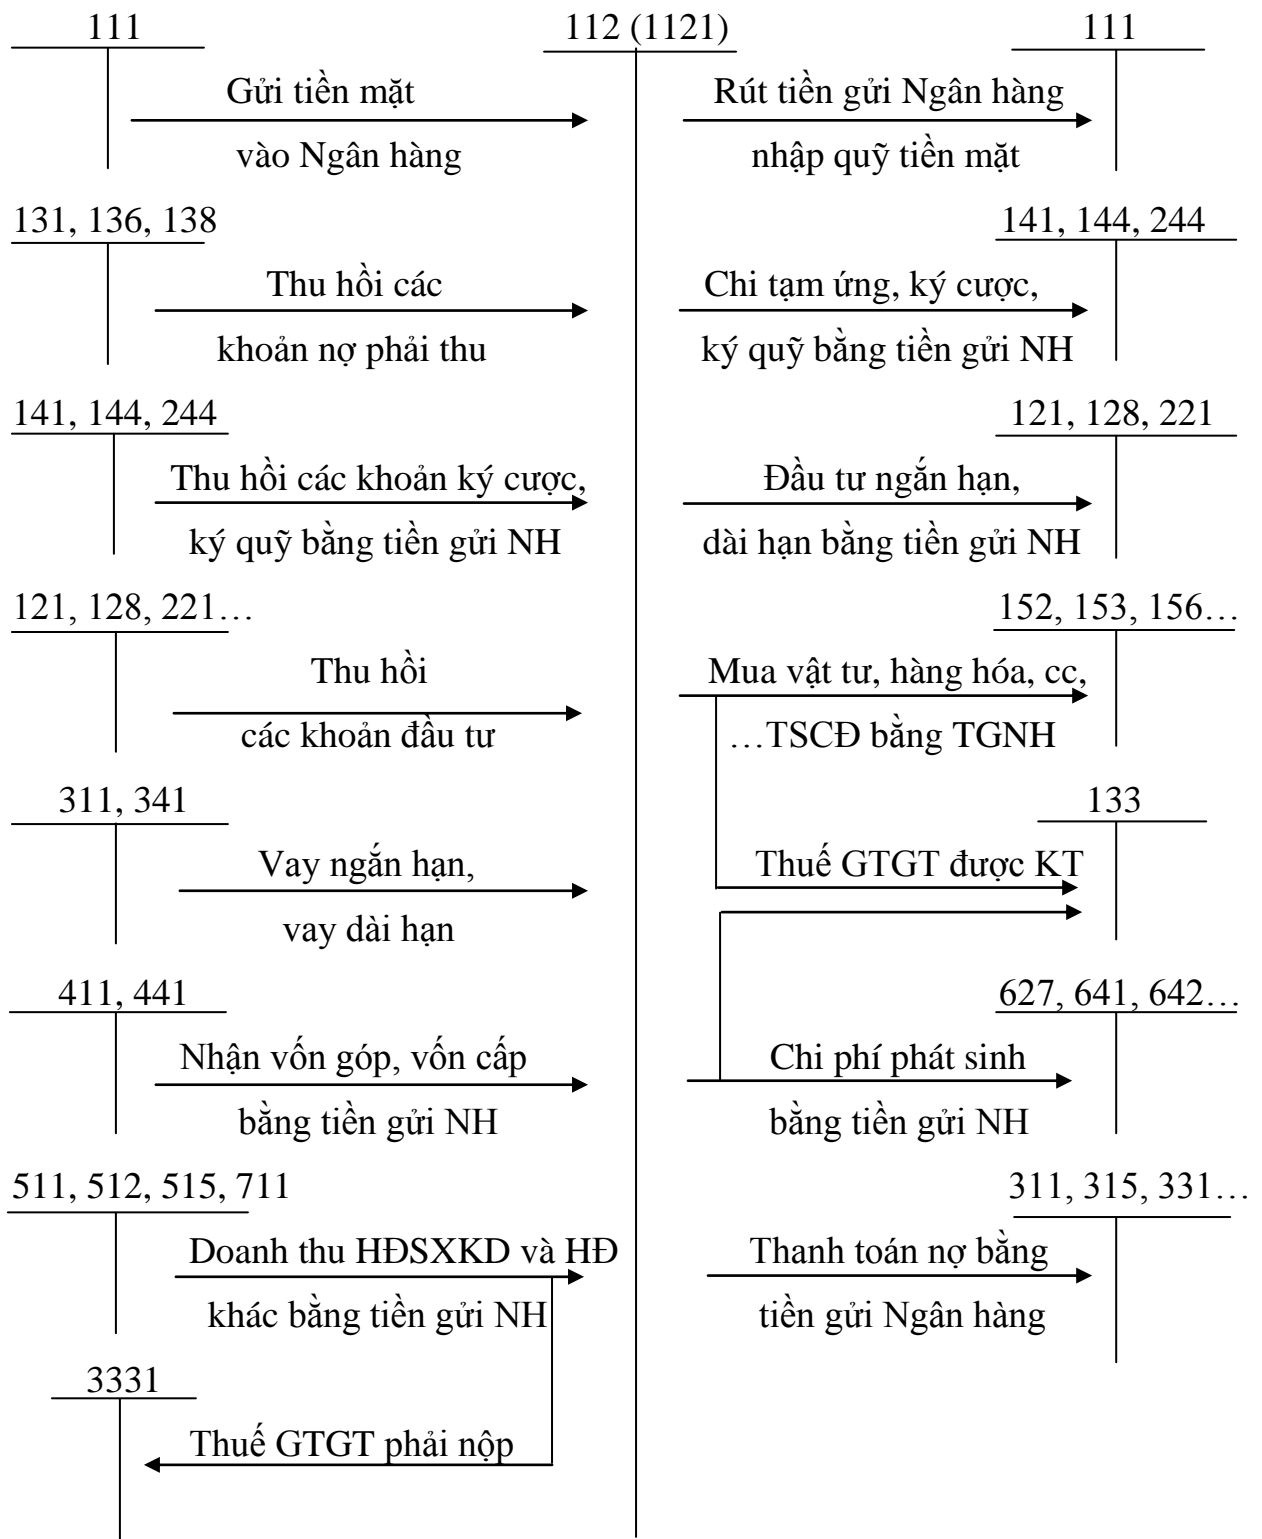 111
112 (1121)
111
Gửi tiền mặt
vào Ngân hàng
Rút tiền gửi Ngân hàng
nhập quỹ tiền mặt
131, 136, 138
141, 144, 244
Thu hồi các
khoản nợ phải thu
Chi tạm ứng, ký cược,
ký quỹ bằng tiền gửi NH
141, 144, 244
121, 128, 221
Thu hồi các khoản ký cược,
ký quỹ bằng tiền gửi NH
Đầu tư ngắn hạn,
dài hạn bằng tiền gửi NH
121, 128, 221…
152, 153, 156…
Thu hồi
các khoản đầu tư
Mua vật tư, hàng hóa, cc,
…TSCĐ bằng TGNH
311, 341
133
Vay ngắn hạn,
vay dài hạn
Thuế GTGT được KT
411, 441
627, 641, 642…
Nhận vốn góp, vốn cấp
bằng tiền gửi NH
Chi phí phát sinh
bằng tiền gửi NH
511, 512, 515, 711
311, 315, 331…
Doanh thu HĐSXKD và HĐ
khác bằng tiền gửi NH
Thanh toán nợ bằng
tiền gửi Ngân hàng
3331
Thuế GTGT phải nộp